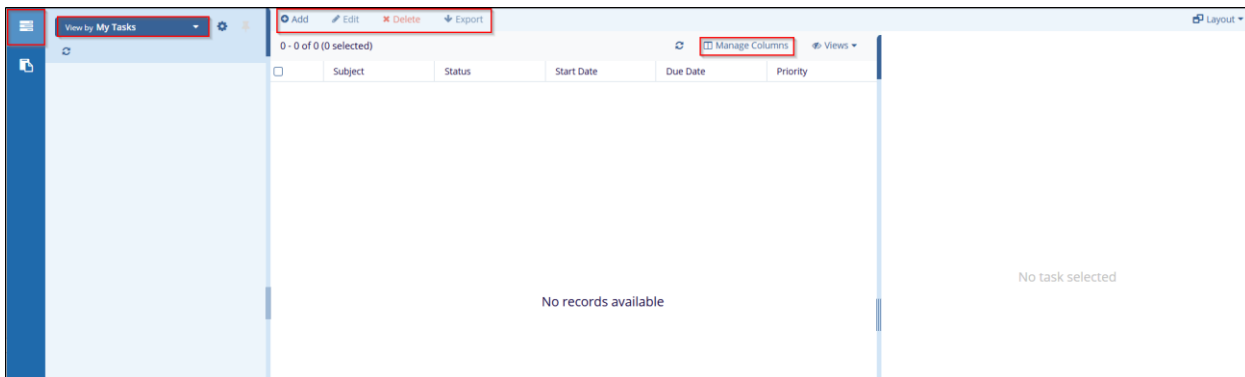 View by My Tasks
Add Edit Delete Export
Layout
0 - 0 of 0 (0 selected)
Manage Columns Views
Subject Status Start Date Due Date Priority
No records available
No task selected